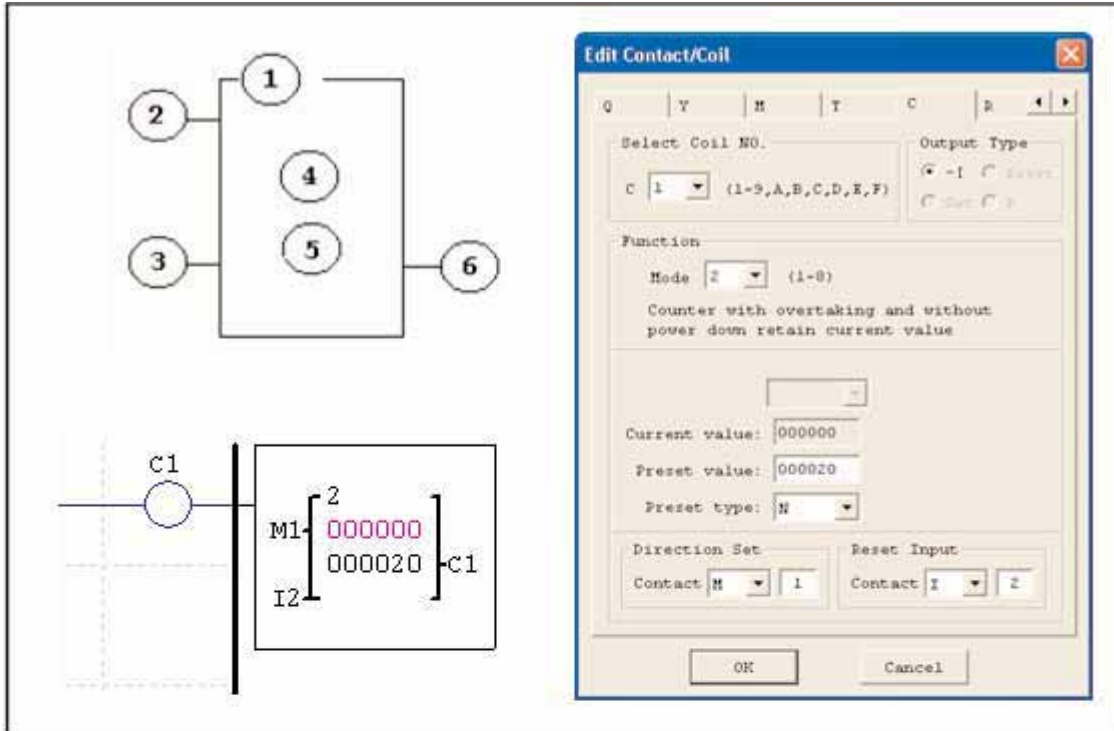 1
2
3
4
5
6
C1
2
M1
000000
000020
C1
I2
Edit Contact/Coil
Q Y M T C R
Select Coil NO.
C 1 (1-9,A,B,C,D,E,F)
Output Type
-[ Reset
Set P
Function
Mode 2 (1-8)
Counter with overtaking and without
power down retain current value
Current value: 000000
Preset value: 000020
Preset type: N
Direction Set
Contact M 1
Reset Input
Contact I 2
OK
Cancel